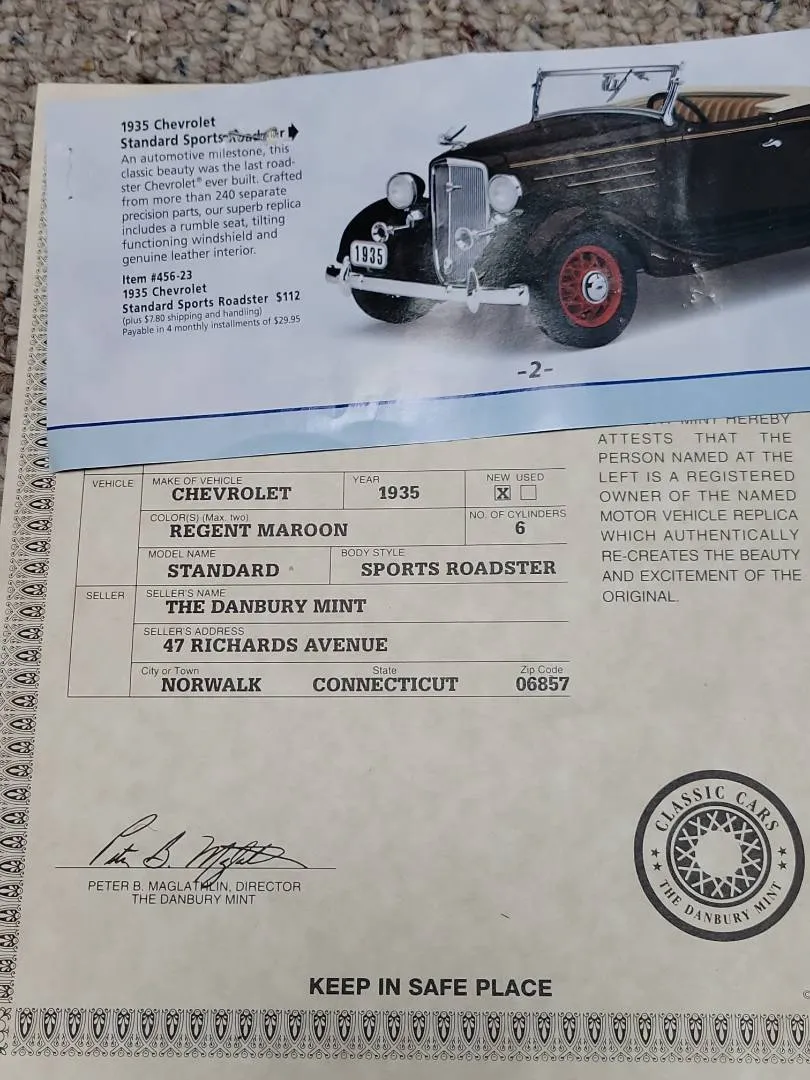 1935 Chevrolet
Standard Sports Roadster
An automotive milestone, this
classic beauty was the last road-
ster Chevrolet® ever built. Crafted
from more than 240 separate
precision parts, our superb replica
includes a rumble seat, tilting
functioning windshield and
genuine leather interior.
Item #456-23
1935 Chevrolet
Standard Sports Roadster $112
(plus $7.80 shipping and handling)
Payable in 4 monthly installments of $29.95
1935
-2-
MINT HEREBY
ATTESTS THAT THE
PERSON NAMED AT THE
LEFT IS A REGISTERED
OWNER OF THE NAMED
MOTOR VEHICLE REPLICA
WHICH AUTHENTICALLY
RE-CREATES THE BEAUTY
AND EXCITEMENT OF THE
ORIGINAL.
VEHICLE
MAKE OF VEHICLE
CHEVROLET
YEAR
1935
NEW USED
X
COLOR(S) (Max. two)
REGENT MAROON
NO. OF CYLINDERS
6
MODEL NAME
STANDARD
BODY STYLE
SPORTS ROADSTER
SELLER
SELLER'S NAME
THE DANBURY MINT
SELLER'S ADDRESS
47 RICHARDS AVENUE
City or Town State Zip Code
NORWALK CONNECTICUT 06857
Peter B. Maglathlin
PETER B. MAGLATHLIN, DIRECTOR
THE DANBURY MINT
CLASSIC CARS
★ ★ THE DANBURY MINT ★ ★
KEEP IN SAFE PLACE
©